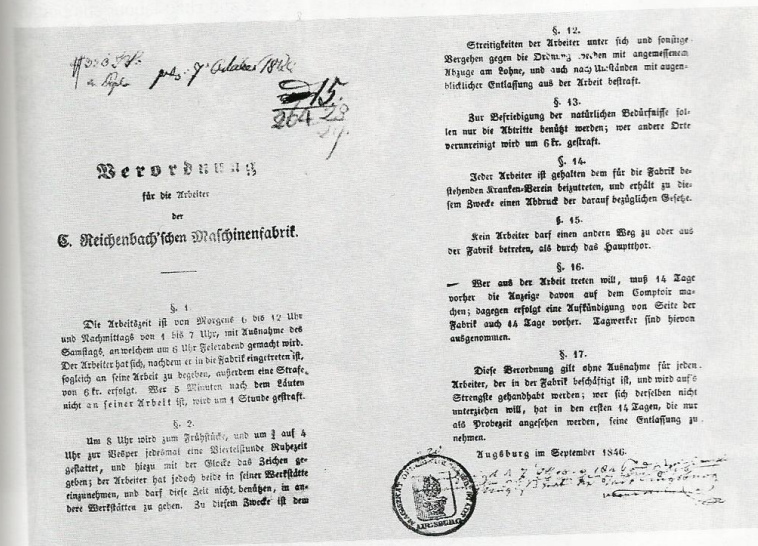 7 October 1846
15.
264 29
Verordnung
für die Arbeiter
der
C. Reichenbach'schen Maschinenfabrik.
§. 1
Die Arbeitszeit ist von Morgens 6 bis 12 Uhr
und Nachmittags von 1 bis 7 Uhr, mit Ausnahme des
Samstags, an welchem um 6 Uhr Feierabend gemacht wird.
Der Arbeiter hat sich, nachdem er in die Fabrik eingetreten ist,
sogleich an seine Arbeit zu begeben, außerdem eine Strafe
von 6 kr. erfolgt. Wer 5 Minuten nach dem Läuten
nicht an seiner Arbeit ist, wird um 1 Stunde gestraft.
§. 2.
Um 8 Uhr wird zum Frühstücke, und um ¾ auf 4
Uhr zur Vesper jedesmal eine Viertelstunde Ruhezeit
gestattet, und hiezu mit der Glocke das Zeichen ge-
geben; der Arbeiter hat jedoch beide in seiner Werkstätte
einzunehmen, und darf diese Zeit nicht benützen, in an-
dere Werkstätten zu gehen. Zu diesem Zwecke ist dem
§. 12.
Streitigkeiten der Arbeiter unter sich und sonstige
Vergehen gegen die Ordnung werden mit angemessenem
Abzuge am Lohne, und auch nach Umständen mit augen-
blicklicher Entlassung aus der Arbeit bestraft.
§. 13.
Zur Befriedigung der natürlichen Bedürfnisse sol-
len nur die Abtritte benützt werden; wer andere Orte
verunreinigt wird um 6 kr. gestraft.
§. 14.
Jeder Arbeiter ist gehalten dem für die Fabrik be-
stehenden Kranken-Verein beizutreten, und erhält zu die-
sem Zwecke einen Abdruck der darauf bezüglichen Gesetze.
§. 15.
Kein Arbeiter darf einen andern Weg zu oder aus
der Fabrik betreten, als durch das Hauptthor.
§. 16.
Wer aus der Arbeit treten will, muß 14 Tage
vorher die Anzeige davon auf dem Comptoir ma-
chen; dagegen erfolgt eine Aufkündigung von Seite der
Fabrik auch 14 Tage vorher. Tagwerker sind hievon
ausgenommen.
§. 17.
Diese Verordnung gilt ohne Ausnahme für jeden
Arbeiter, der in der Fabrik beschäftigt ist, und wird auf's
Strengste gehandhabt werden; wer sich derselben nicht
unterziehen will, hat in den ersten 14 Tagen, die nur
als Probezeit angesehen werden, seine Entlassung zu
nehmen.
Augsburg im September 1846.
MAGISTRAT DER
AUGSBURG